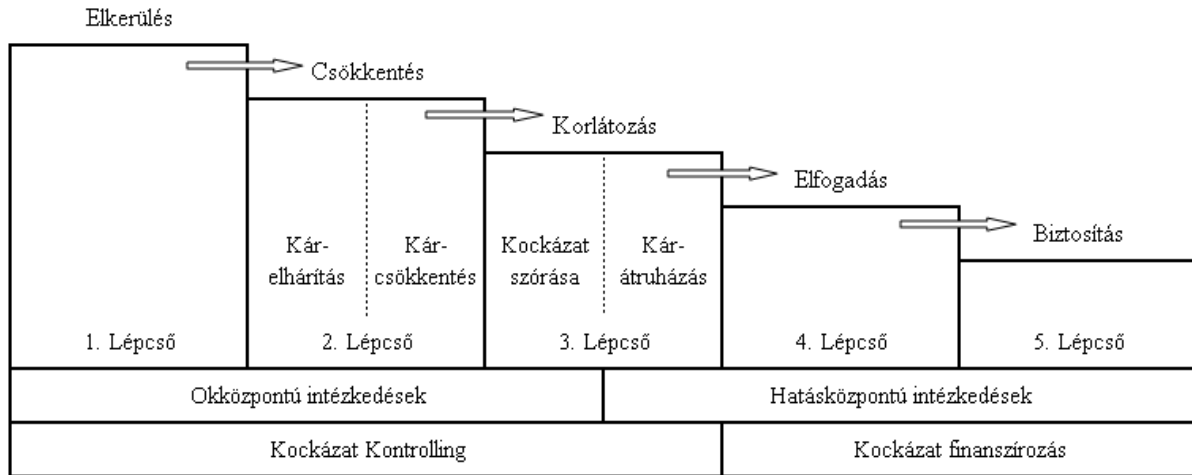 Elkerülés
Csökkentés
Korlátozás
Elfogadás
Biztosítás
Kár-
elhárítás
Kár-
csökkentés
Kockázat
szórása
Kár-
átruházás
1. Lépcső
2. Lépcső
3. Lépcső
4. Lépcső
5. Lépcső
Okközpontú intézkedések
Hatásközpontú intézkedések
Kockázat Kontrolling
Kockázat finanszírozás